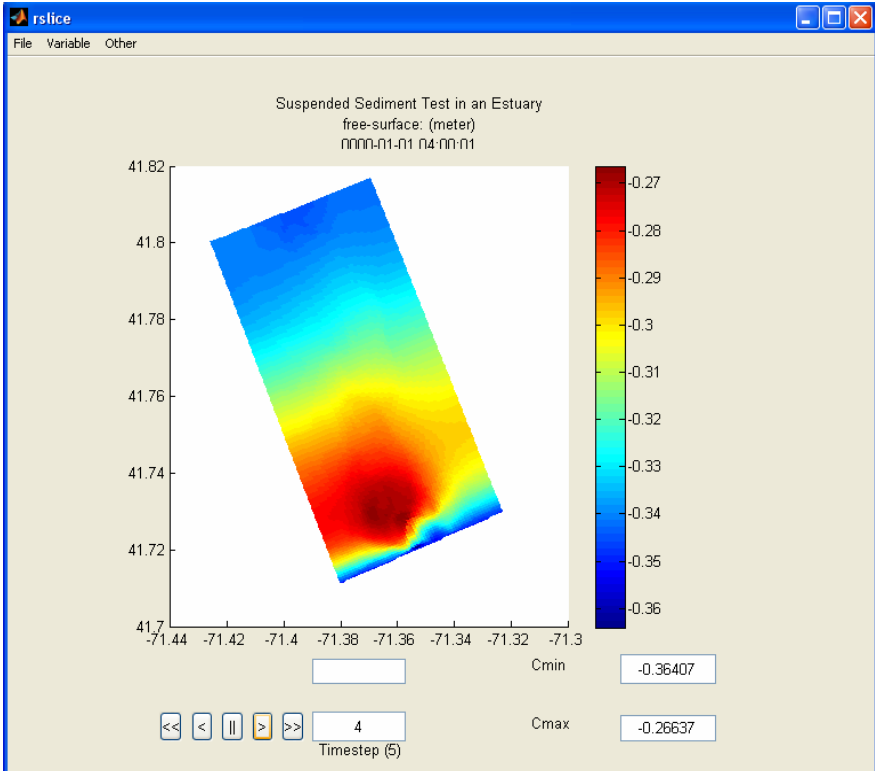 rslice
File Variable Other
Suspended Sediment Test in an Estuary
free-surface: (meter)
0000-01-01 04:00:01
41.82
41.8
41.78
41.76
41.74
41.72
41.7
-71.44 -71.42 -71.4 -71.38 -71.36 -71.34 -71.32 -71.3
-0.27
-0.28
-0.29
-0.3
-0.31
-0.32
-0.33
-0.34
-0.35
-0.36
Cmin -0.36407
<< < || > >> 4 Cmax -0.26637
Timestep (5)